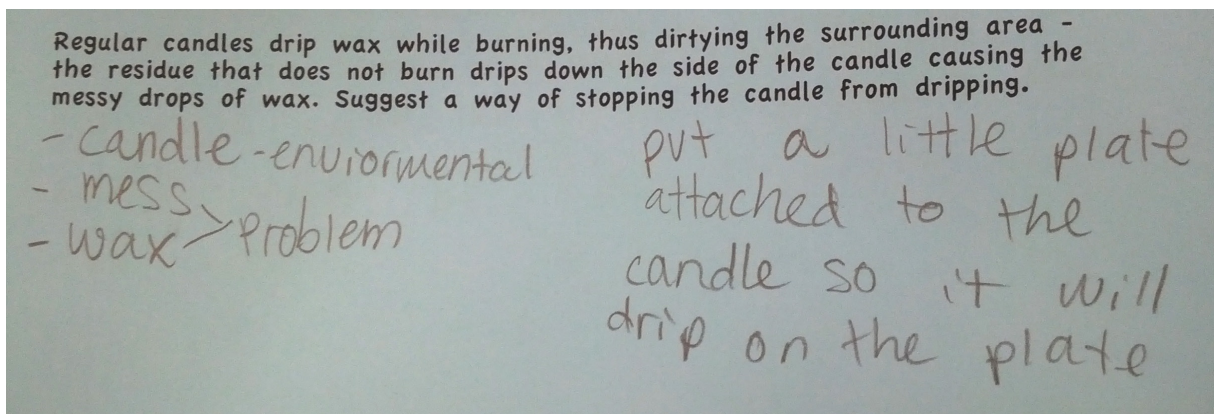 Regular candles drip wax while burning, thus dirtying the surrounding area -
the residue that does not burn drips down the side of the candle causing the
messy drops of wax. Suggest a way of stopping the candle from dripping.
- candle - enviormental
- mess
- wax > Problem
put a little plate
attached to the
candle so it will
drip on the plate